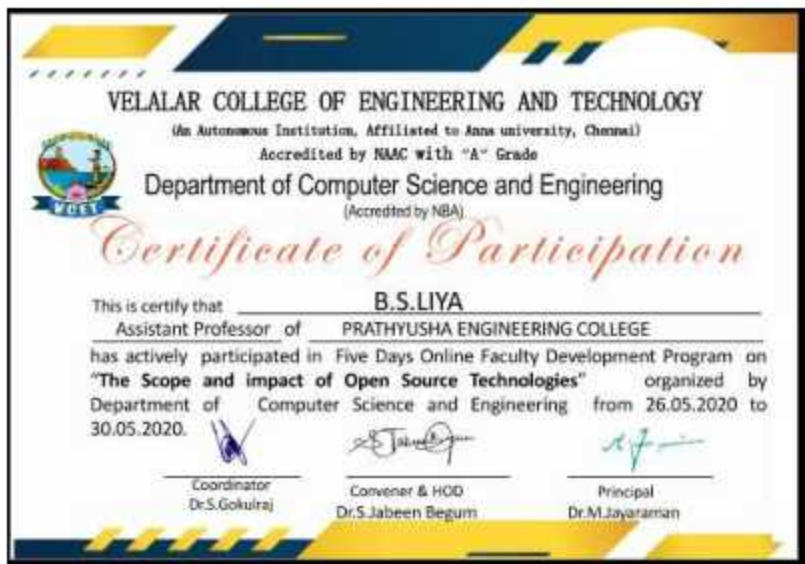 VELALAR COLLEGE OF ENGINEERING AND TECHNOLOGY
(An Autonomous Institution, Affiliated to Anna university, Chennai)
Accredited by NAAC with "A" Grade
Department of Computer Science and Engineering
(Accredited by NBA)
VCET
Certificate of Participation
This is certify that B.S.LIYA
Assistant Professor of PRATHYUSHA ENGINEERING COLLEGE
has actively participated in Five Days Online Faculty Development Program on
"The Scope and impact of Open Source Technologies" organized by
Department of Computer Science and Engineering from 26.05.2020 to
30.05.2020.
S.Jabeen Begum
Coordinator
Dr.S.Gokulraj
Convener & HOD
Dr.S.Jabeen Begum
Principal
Dr.M.Jayaraman